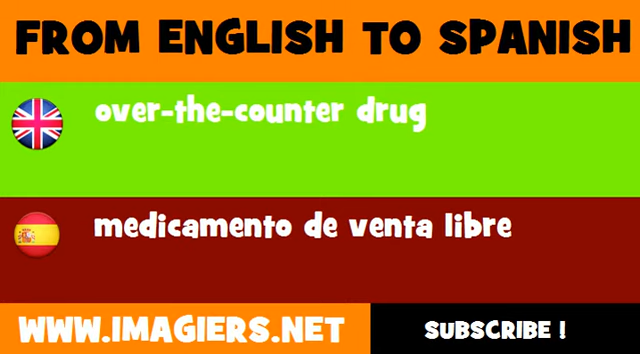 FROM ENGLISH TO SPANISH
over-the-counter drug
medicamento de venta libre
WWW.IMAGIERS.NET
SUBSCRIBE !